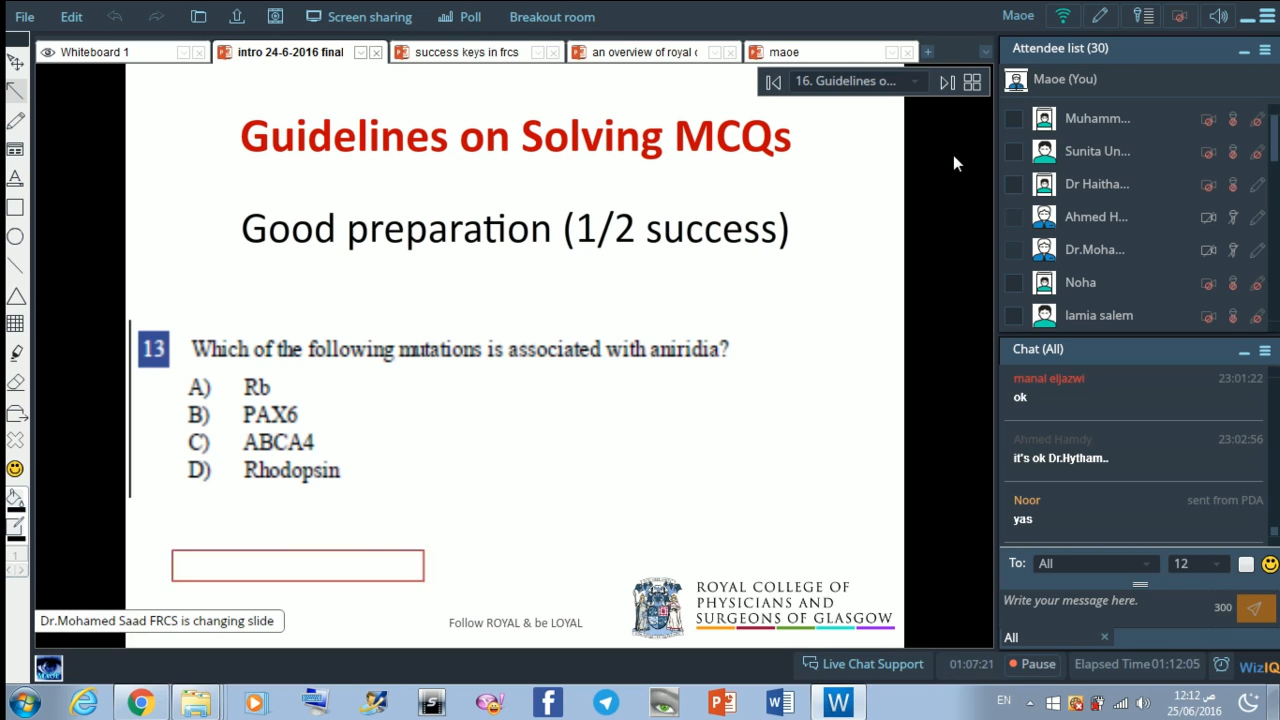 File Edit Screen sharing Poll Breakout room Maoe
Whiteboard 1 intro 24-6-2016 final success keys in frcs an overview of royal c maoe
Attendee list (30)
16. Guidelines o...
Maoe (You)
Muhamm...
Sunita Un...
Dr Haitha...
Ahmed H...
Dr.Moha...
Noha
lamia salem
Guidelines on Solving MCQs
Good preparation (1/2 success)
13 Which of the following mutations is associated with aniridia?
A) Rb
B) PAX6
C) ABCA4
D) Rhodopsin
ROYAL COLLEGE OF
PHYSICIANS AND
SURGEONS OF GLASGOW
Follow ROYAL & be LOYAL
Dr.Mohamed Saad FRCS is changing slide
Chat (All)
manal eljazwi 23:01:22
ok
Ahmed Hamdy 23:02:56
it's ok Dr.Hytham..
Noor sent from PDA
yas
To: All 12
Write your message here. 300
All
MAOE
Live Chat Support 01:07:21 Pause Elapsed Time 01:12:05 WizIQ
EN 12:12 ص
25/06/2016